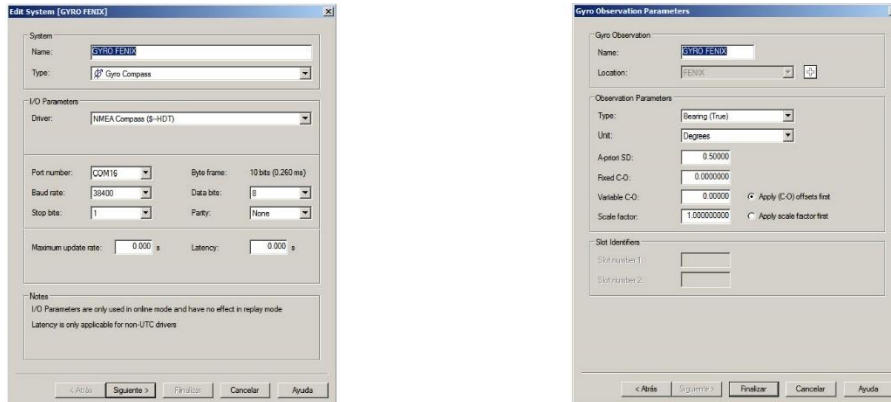 Edit System [GYRO FENIX]
System
Name: GYRO FENIX
Type: Gyro Compass
I/O Parameters
Driver: NMEA Compass ($--HDT)
Port number: COM16 Byte frame: 10 bits (0.260 ms)
Baud rate: 38400 Data bits: 8
Stop bits: 1 Parity: None
Maximum update rate: 0.000 s Latency: 0.000 s
Notes
I/O Parameters are only used in online mode and have no effect in replay mode
Latency is only applicable for non-UTC drivers
< Atrás Siguiente > Finalizar Cancelar Ayuda
Gyro Observation Parameters
Gyro Observation
Name: GYRO FENIX
Location: FENIX
Observation Parameters
Type: Bearing (True)
Unit: Degrees
A-priori SD: 0.50000
Fixed C-O: 0.0000000
Variable C-O: 0.00000 Apply (C-O) offsets first
Scale factor: 1.000000000 Apply scale factor first
Slot Identifiers
Slot number 1:
Slot number 2:
< Atrás Siguiente > Finalizar Cancelar Ayuda